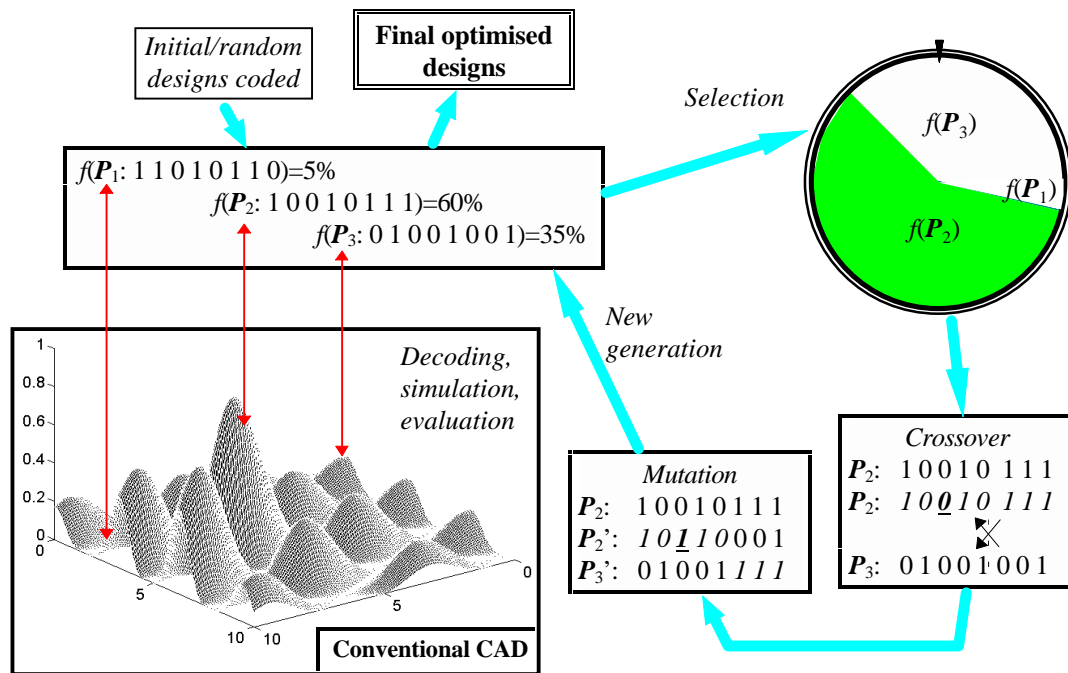 Initial/random
designs coded
Final optimised
designs
Selection
f(P₃)
f(P₁)
f(P₂)
f(P₁: 1 1 0 1 0 1 1 0)=5%
f(P₂: 1 0 0 1 0 1 1 1)=60%
f(P₃: 0 1 0 0 1 0 0 1)=35%
New
generation
Decoding,
simulation,
evaluation
1
0.8
0.6
0.4
0.2
0
0
5
10
10
5
0
Conventional CAD
Mutation
P₂: 1 0 0 1 0 1 1 1
P₂’: 1 0 1 1 0 0 0 1
P₃’: 0 1 0 0 1 1 1 1
Crossover
P₂: 1 0 0 1 0 1 1 1
P₂: 1 0 0 1 0 1 1 1
P₃: 0 1 0 0 1 0 0 1